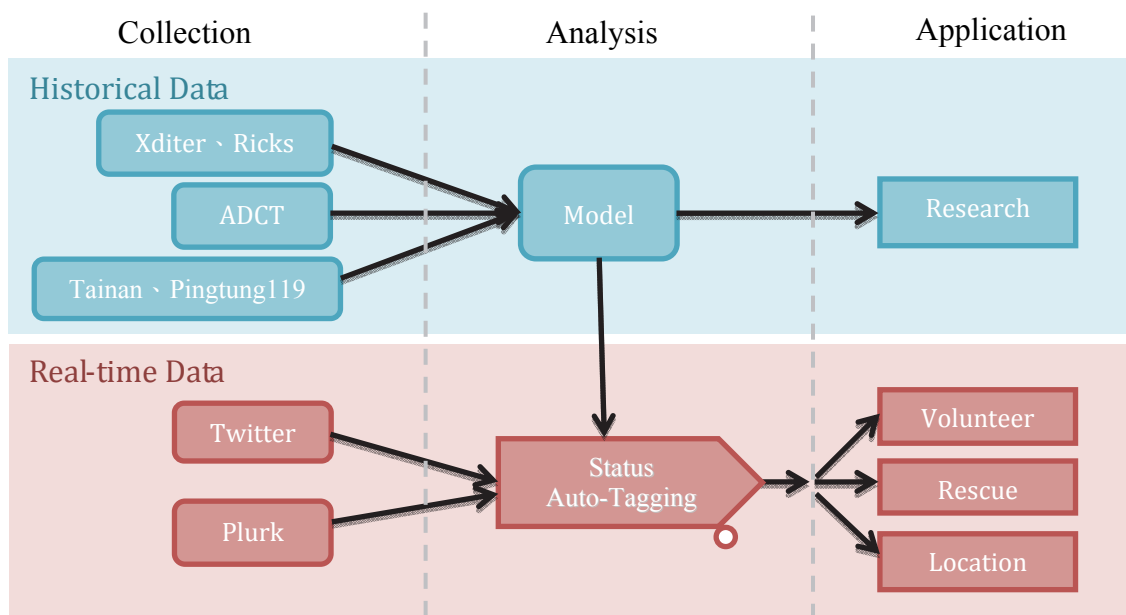 Collection
Analysis
Application
Historical Data
Xditer、Ricks
ADCT
Tainan、Pingtung119
Model
Research
Real-time Data
Twitter
Plurk
Status
Auto-Tagging
Volunteer
Rescue
Location